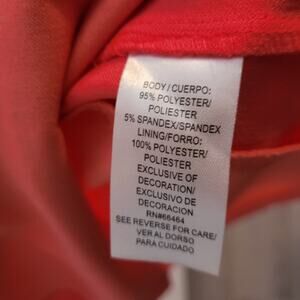 BODY/CUERPO:
95% POLYESTER/
POLIESTER
5% SPANDEX/SPANDEX
LINING/FORRO:
100% POLYESTER/
POLIESTER
EXCLUSIVE OF
DECORATION/
EXCLUSIVO DE
DECORACION
RN#66464
SEE REVERSE FOR CARE/
VER AL DORSO
PARA CUIDADO